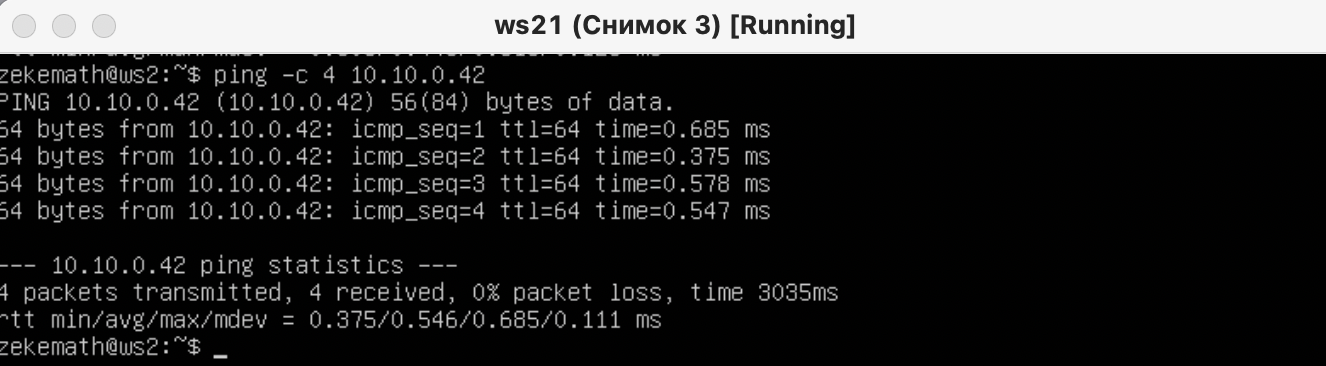 ws21 (Снимок 3) [Running]
zekemath@ws2:~$ ping -c 4 10.10.0.42
PING 10.10.0.42 (10.10.0.42) 56(84) bytes of data.
64 bytes from 10.10.0.42: icmp_seq=1 ttl=64 time=0.685 ms
64 bytes from 10.10.0.42: icmp_seq=2 ttl=64 time=0.375 ms
64 bytes from 10.10.0.42: icmp_seq=3 ttl=64 time=0.578 ms
64 bytes from 10.10.0.42: icmp_seq=4 ttl=64 time=0.547 ms
--- 10.10.0.42 ping statistics ---
4 packets transmitted, 4 received, 0% packet loss, time 3035ms
rtt min/avg/max/mdev = 0.375/0.546/0.685/0.111 ms
zekemath@ws2:~$ _